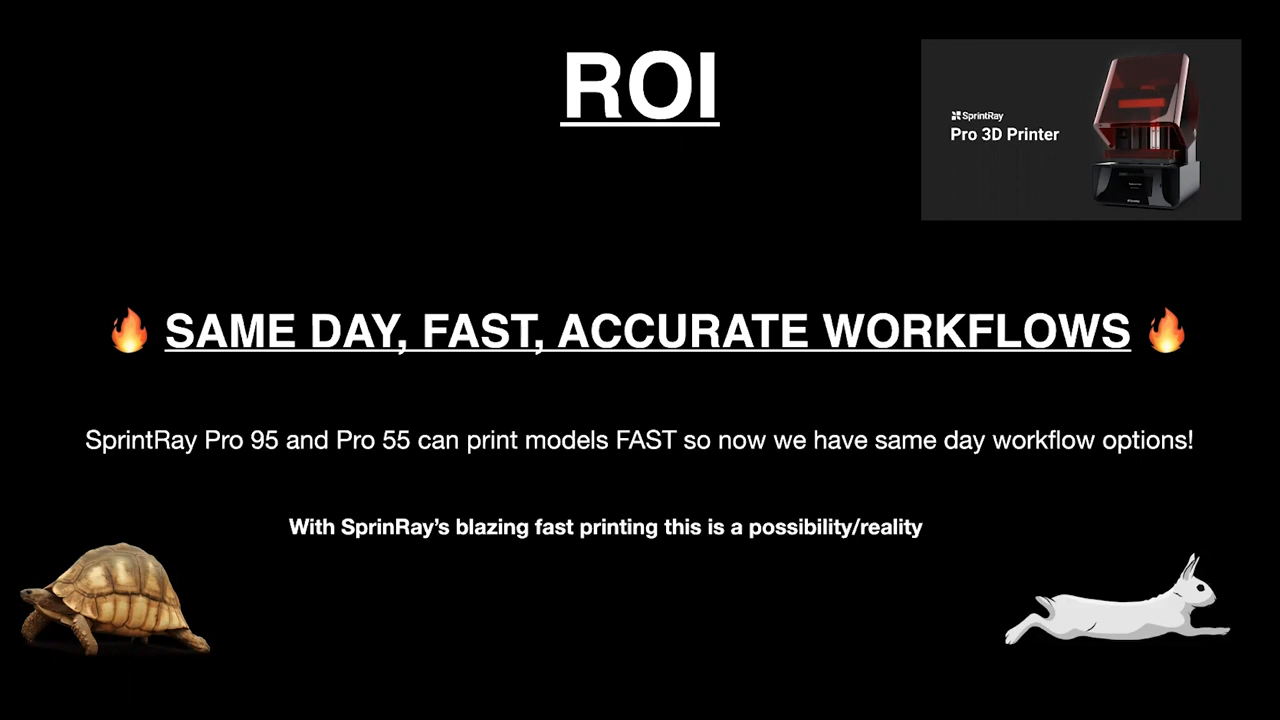 ROI
SprintRay
Pro 3D Printer
🔥 SAME DAY, FAST, ACCURATE WORKFLOWS 🔥
SprintRay Pro 95 and Pro 55 can print models FAST so now we have same day workflow options!
With SprinRay’s blazing fast printing this is a possibility/reality